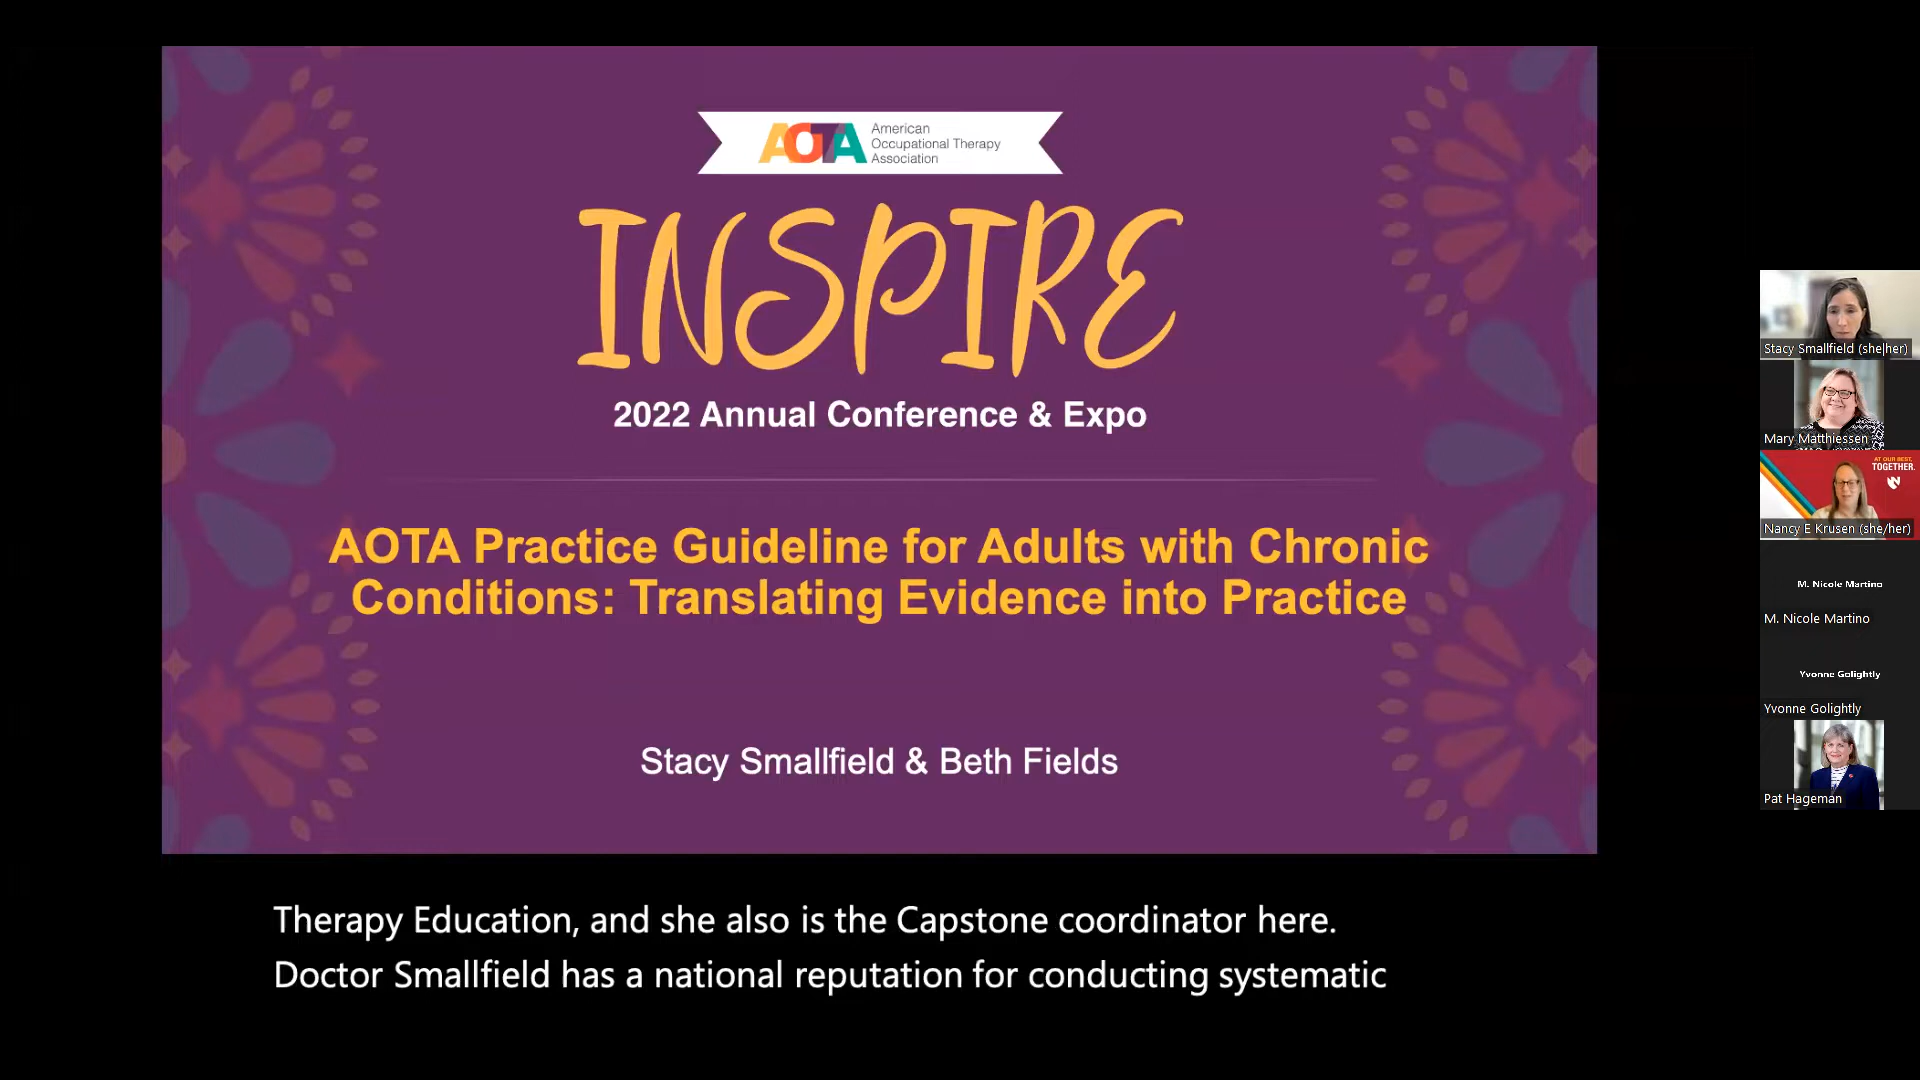 AOTA
American
Occupational Therapy
Association
INSPIRE
2022 Annual Conference & Expo
AOTA Practice Guideline for Adults with Chronic
Conditions: Translating Evidence into Practice
Stacy Smallfield & Beth Fields
Therapy Education, and she also is the Capstone coordinator here.
Doctor Smallfield has a national reputation for conducting systematic
Stacy Smallfield (she|her)
Mary Matthiessen
AT OUR BEST,
TOGETHER.
N
Nancy E Krusen (she/her)
M. Nicole Martino
M. Nicole Martino
Yvonne Golightly
Yvonne Golightly
Pat Hageman